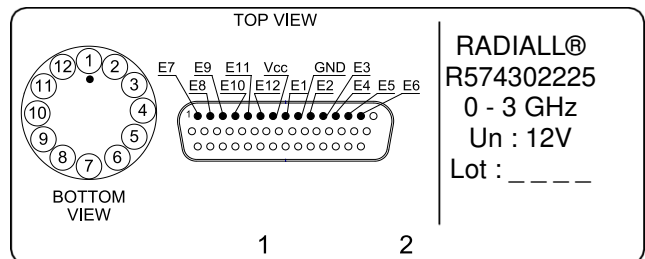 TOP VIEW
E7 E9 E11 Vcc GND E3
E8 E10 E12 E1 E2 E4 E5 E6
1
1 2 3 4 5 6 7 8 9 10 11 12
BOTTOM
VIEW
1 2
RADIALL®
R574302225
0 - 3 GHz
Un : 12V
Lot : _ _ _ _